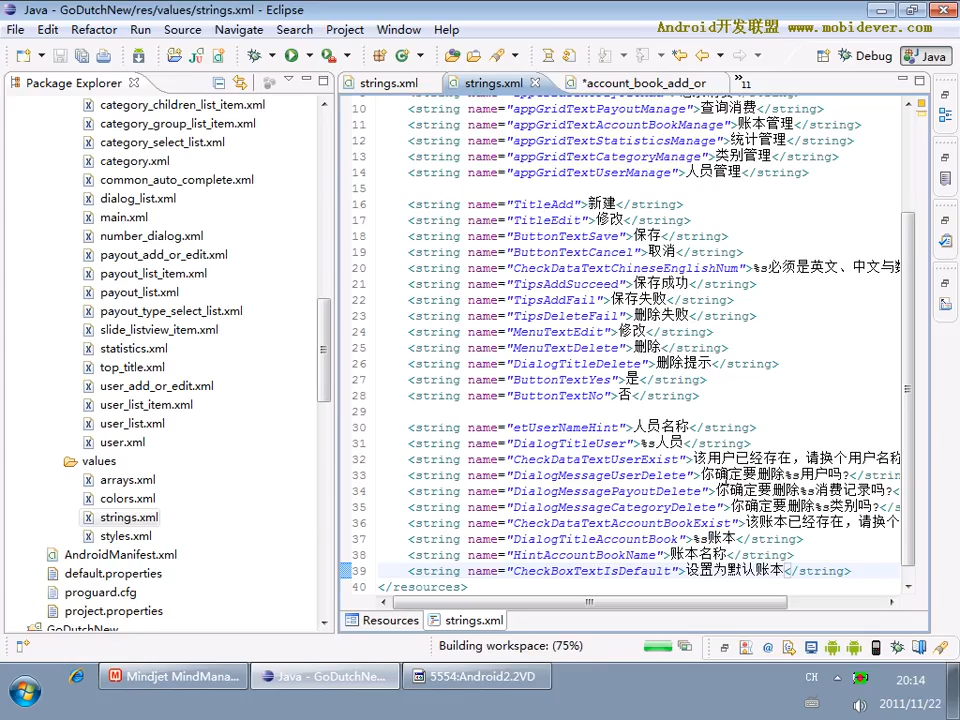 Java - GoDutchNew/res/values/strings.xml - Eclipse
File Edit Refactor Run Source Navigate Search Project Window Help
Android开发联盟 www.mobidever.com
Debug Java
Package Explorer
strings.xml strings.xml *account_book_add_or »11
category_children_list_item.xml
category_group_list_item.xml
category_select_list.xml
category.xml
common_auto_complete.xml
dialog_list.xml
main.xml
number_dialog.xml
payout_add_or_edit.xml
payout_list_item.xml
payout_list.xml
payout_type_select_list.xml
slide_listview_item.xml
statistics.xml
top_title.xml
user_add_or_edit.xml
user_list_item.xml
user_list.xml
user.xml
values
arrays.xml
colors.xml
strings.xml
styles.xml
AndroidManifest.xml
default.properties
proguard.cfg
project.properties
GoDutchNew
10 <string name="appGridTextPayoutManage">查询消费</string>
11 <string name="appGridTextAccountBookManage">账本管理</string>
12 <string name="appGridTextStatisticsManage">统计管理</string>
13 <string name="appGridTextCategoryManage">类别管理</string>
14 <string name="appGridTextUserManage">人员管理</string>
15
16 <string name="TitleAdd">新建</string>
17 <string name="TitleEdit">修改</string>
18 <string name="ButtonTextSave">保存</string>
19 <string name="ButtonTextCancel">取消</string>
20 <string name="CheckDataTextChineseEnglishNum">%s必须是英文、中文与数
21 <string name="TipsAddSucceed">保存成功</string>
22 <string name="TipsAddFail">保存失败</string>
23 <string name="TipsDeleteFail">删除失败</string>
24 <string name="MenuTextEdit">修改</string>
25 <string name="MenuTextDelete">删除</string>
26 <string name="DialogTitleDelete">删除提示</string>
27 <string name="ButtonTextYes">是</string>
28 <string name="ButtonTextNo">否</string>
29
30 <string name="etUserNameHint">人员名称</string>
31 <string name="DialogTitleUser">%s人员</string>
32 <string name="CheckDataTextUserExist">该用户已经存在，请换个用户名称
33 <string name="DialogMessageUserDelete">你确定要删除%s用户吗?</strin
34 <string name="DialogMessagePayoutDelete">你确定要删除%s消费记录吗?<
35 <string name="DialogMessageCategoryDelete">你确定要删除%s类别吗?</s
36 <string name="CheckDataTextAccountBookExist">该账本已经存在，请换个
37 <string name="DialogTitleAccountBook">%s账本</string>
38 <string name="HintAccountBookName">账本名称</string>
39 <string name="CheckBoxTextIsDefault">设置为默认账本</string>
40 </resources>
Resources strings.xml
Building workspace: (75%)
Mindjet MindMana... Java - GoDutchNe... 5554:Android2.2VD
CH 20:14
2011/11/22